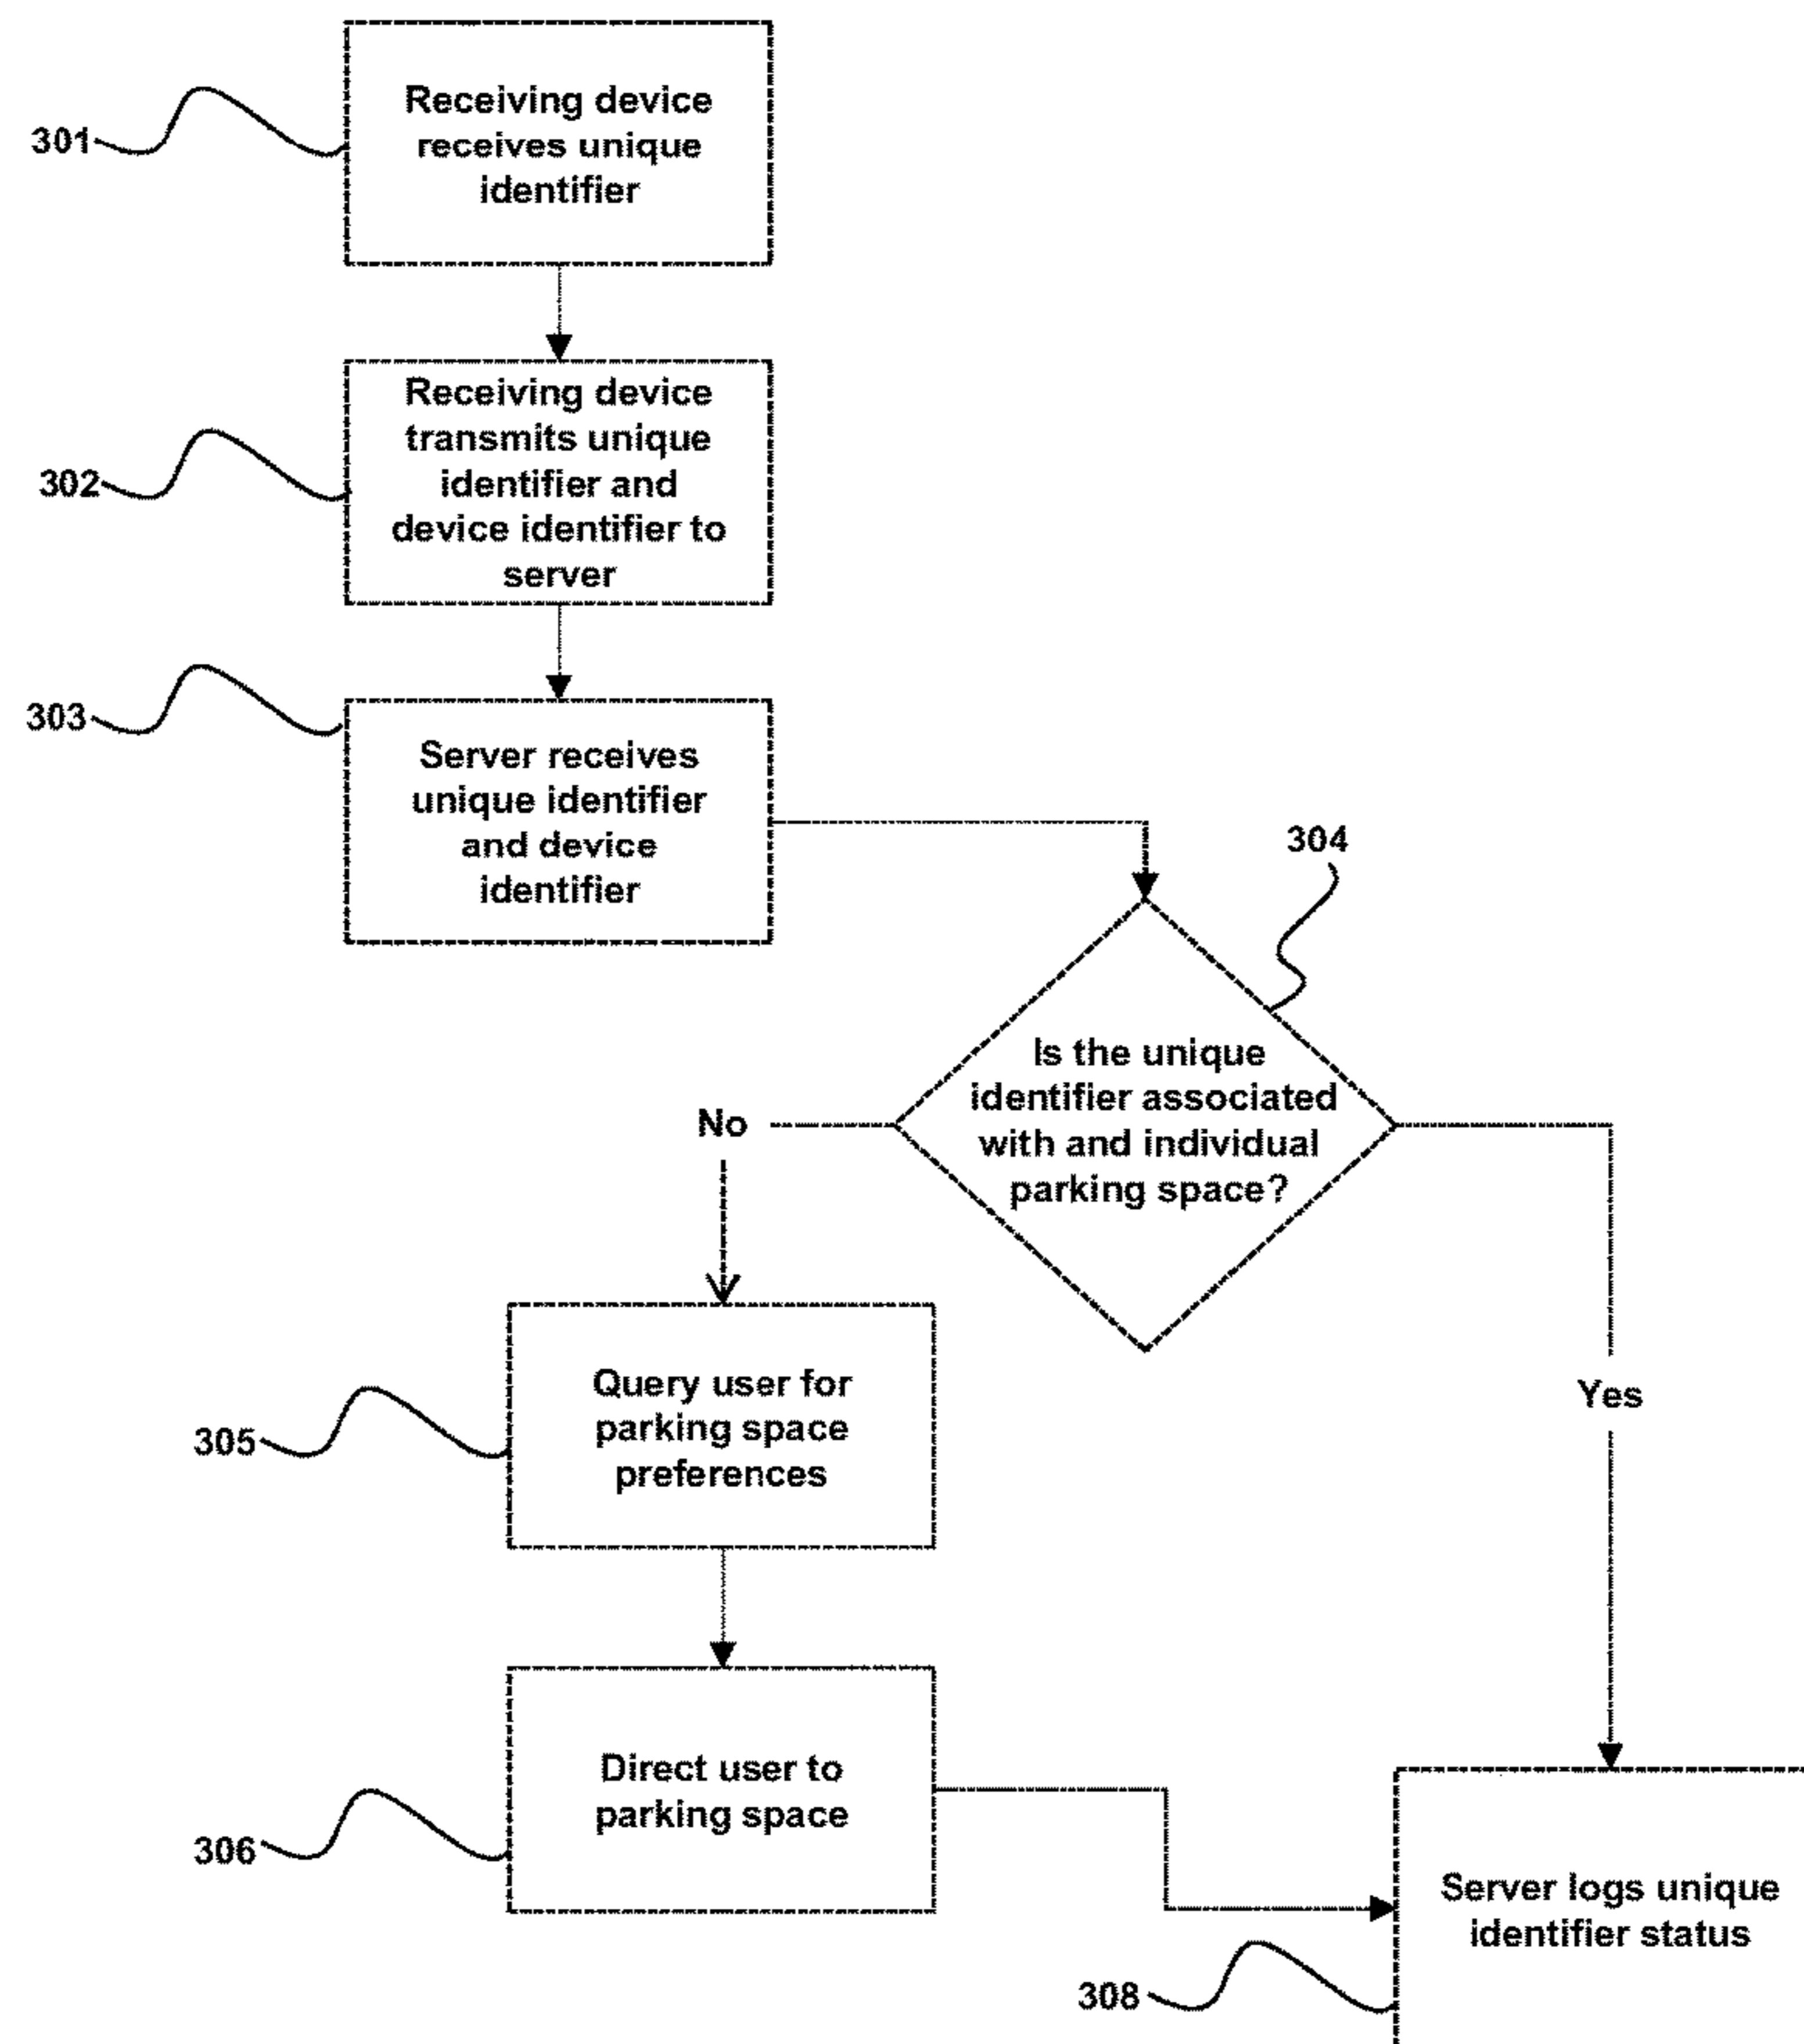 301
Receiving device
receives unique
identifier
302
Receiving device
transmits unique
identifier and
device identifier to
server
303
Server receives
unique identifier
and device
identifier
304
Is the unique
identifier associated
with and individual
parking space?
No
Yes
305
Query user for
parking space
preferences
306
Direct user to
parking space
308
Server logs unique
identifier status